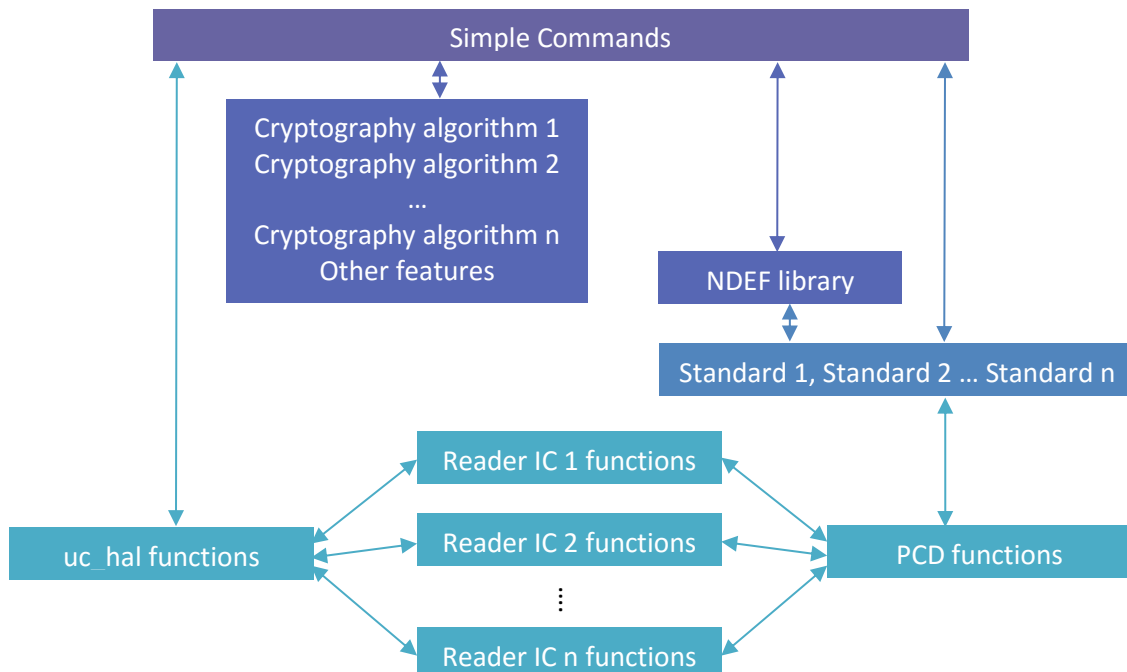 Simple Commands
Cryptography algorithm 1
Cryptography algorithm 2
…
Cryptography algorithm n
Other features
NDEF library
Standard 1, Standard 2 … Standard n
Reader IC 1 functions
uc_hal functions
Reader IC 2 functions
PCD functions
Reader IC n functions